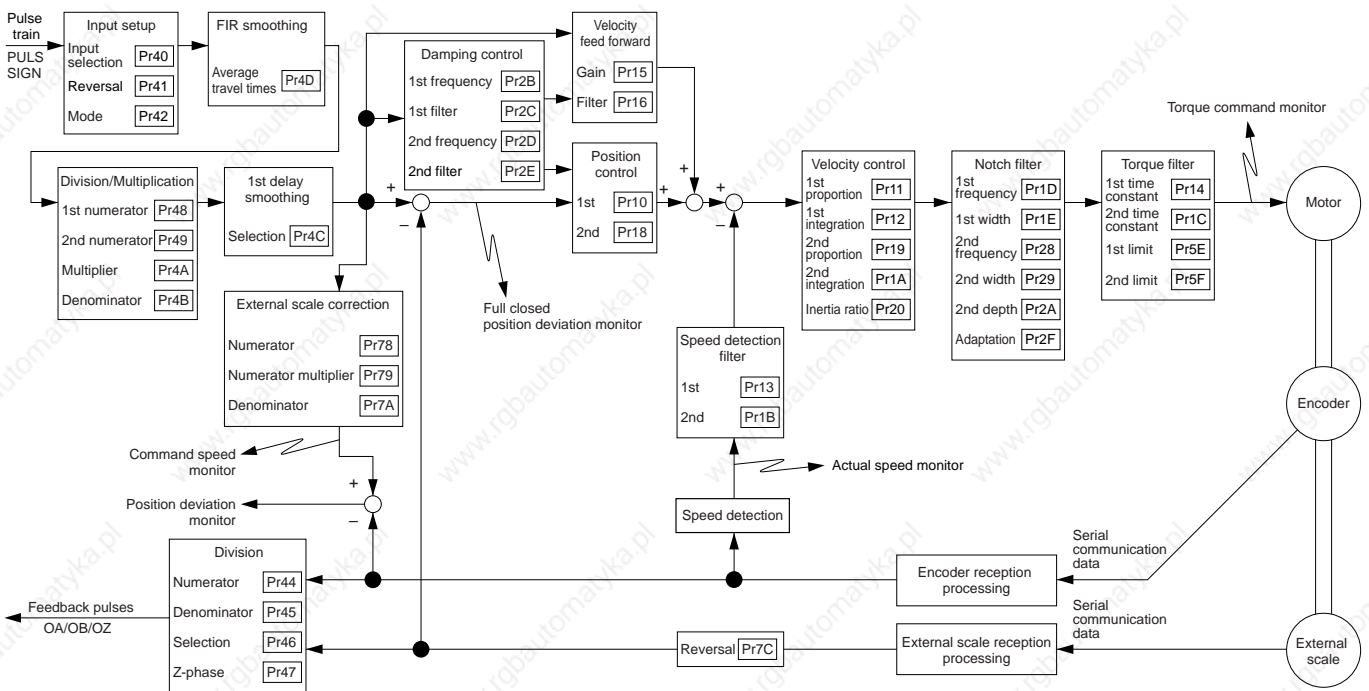 Pulse
train
PULS
SIGN
Input setup
Input
selection Pr40
Reversal Pr41
Mode Pr42
FIR smoothing
Average
travel times Pr4D
Damping control
1st frequency Pr2B
1st filter Pr2C
2nd frequency Pr2D
2nd filter Pr2E
Velocity
feed forward
Gain Pr15
Filter Pr16
Division/Multiplication
1st numerator Pr48
2nd numerator Pr49
Multiplier Pr4A
Denominator Pr4B
1st delay
smoothing
Selection Pr4C
+
−
Position
control
1st Pr10
2nd Pr18
+
+
+
−
Velocity control
1st
proportion Pr11
1st
integration Pr12
2nd
proportion Pr19
2nd
integration Pr1A
Inertia ratio Pr20
Notch filter
1st
frequency Pr1D
1st width Pr1E
2nd
frequency Pr28
2nd width Pr29
2nd depth Pr2A
Adaptation Pr2F
Torque filter
1st time
constant Pr14
2nd time
constant Pr1C
1st limit Pr5E
2nd limit Pr5F
Torque command monitor
Motor
Full closed
position deviation monitor
External scale correction
Numerator Pr78
Numerator multiplier Pr79
Denominator Pr7A
Speed detection
filter
1st Pr13
2nd Pr1B
Encoder
Command speed
monitor
Actual speed monitor
+
−
Position deviation
monitor
Speed detection
Division
Numerator Pr44
Denominator Pr45
Selection Pr46
Z-phase Pr47
Feedback pulses
OA/OB/OZ
Encoder reception
processing
Serial
communication
data
Reversal Pr7C
External scale reception
processing
Serial
communication
data
External
scale
www.rgbautomatyka.pl